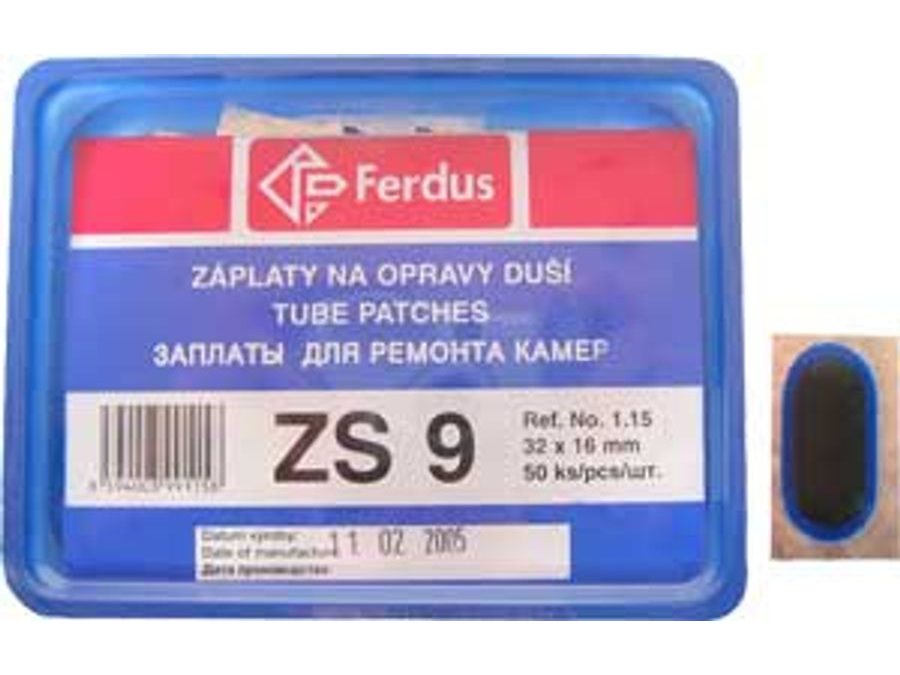 Ferdus
ZÁPLATY NA OPRAVY DUŠÍ
TUBE PATCHES
ЗАПЛАТЫ ДЛЯ РЕМОНТА КАМЕР
ZS 9
Ref. No. 1.15
32 x 16 mm
50 ks/pcs/шт.
Datum výroby:
Date of manufactu
11 02 2005
Дата производства